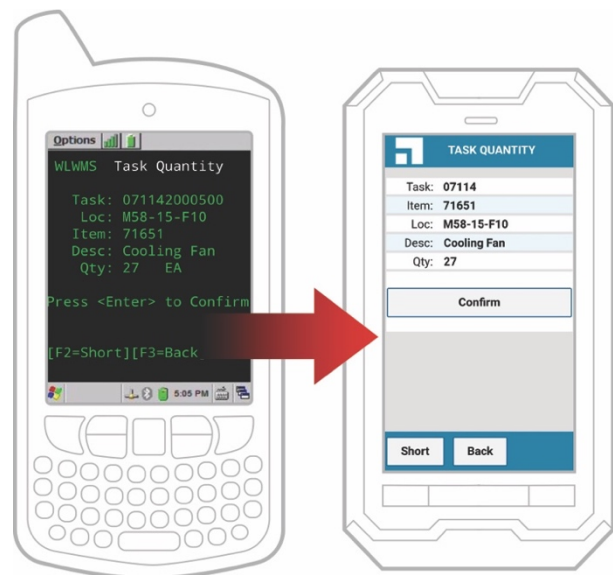 Options
WLWMS Task Quantity
Task: 071142000500
Loc: M58-15-F10
Item: 71651
Desc: Cooling Fan
Qty: 27 EA
Press <Enter> to Confirm
[F2=Short][F3=Back
5:05 PM
TASK QUANTITY
Task: 07114
Item: 71651
Loc: M58-15-F10
Desc: Cooling Fan
Qty: 27
Confirm
Short Back